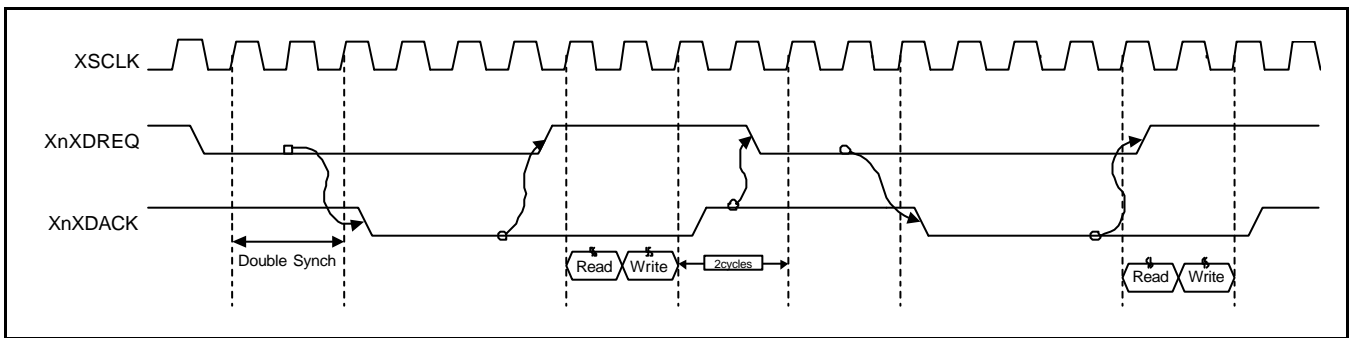 XSCLK
XnXDREQ
XnXDACK
Double Synch
Read Write 2cycles
Read Write